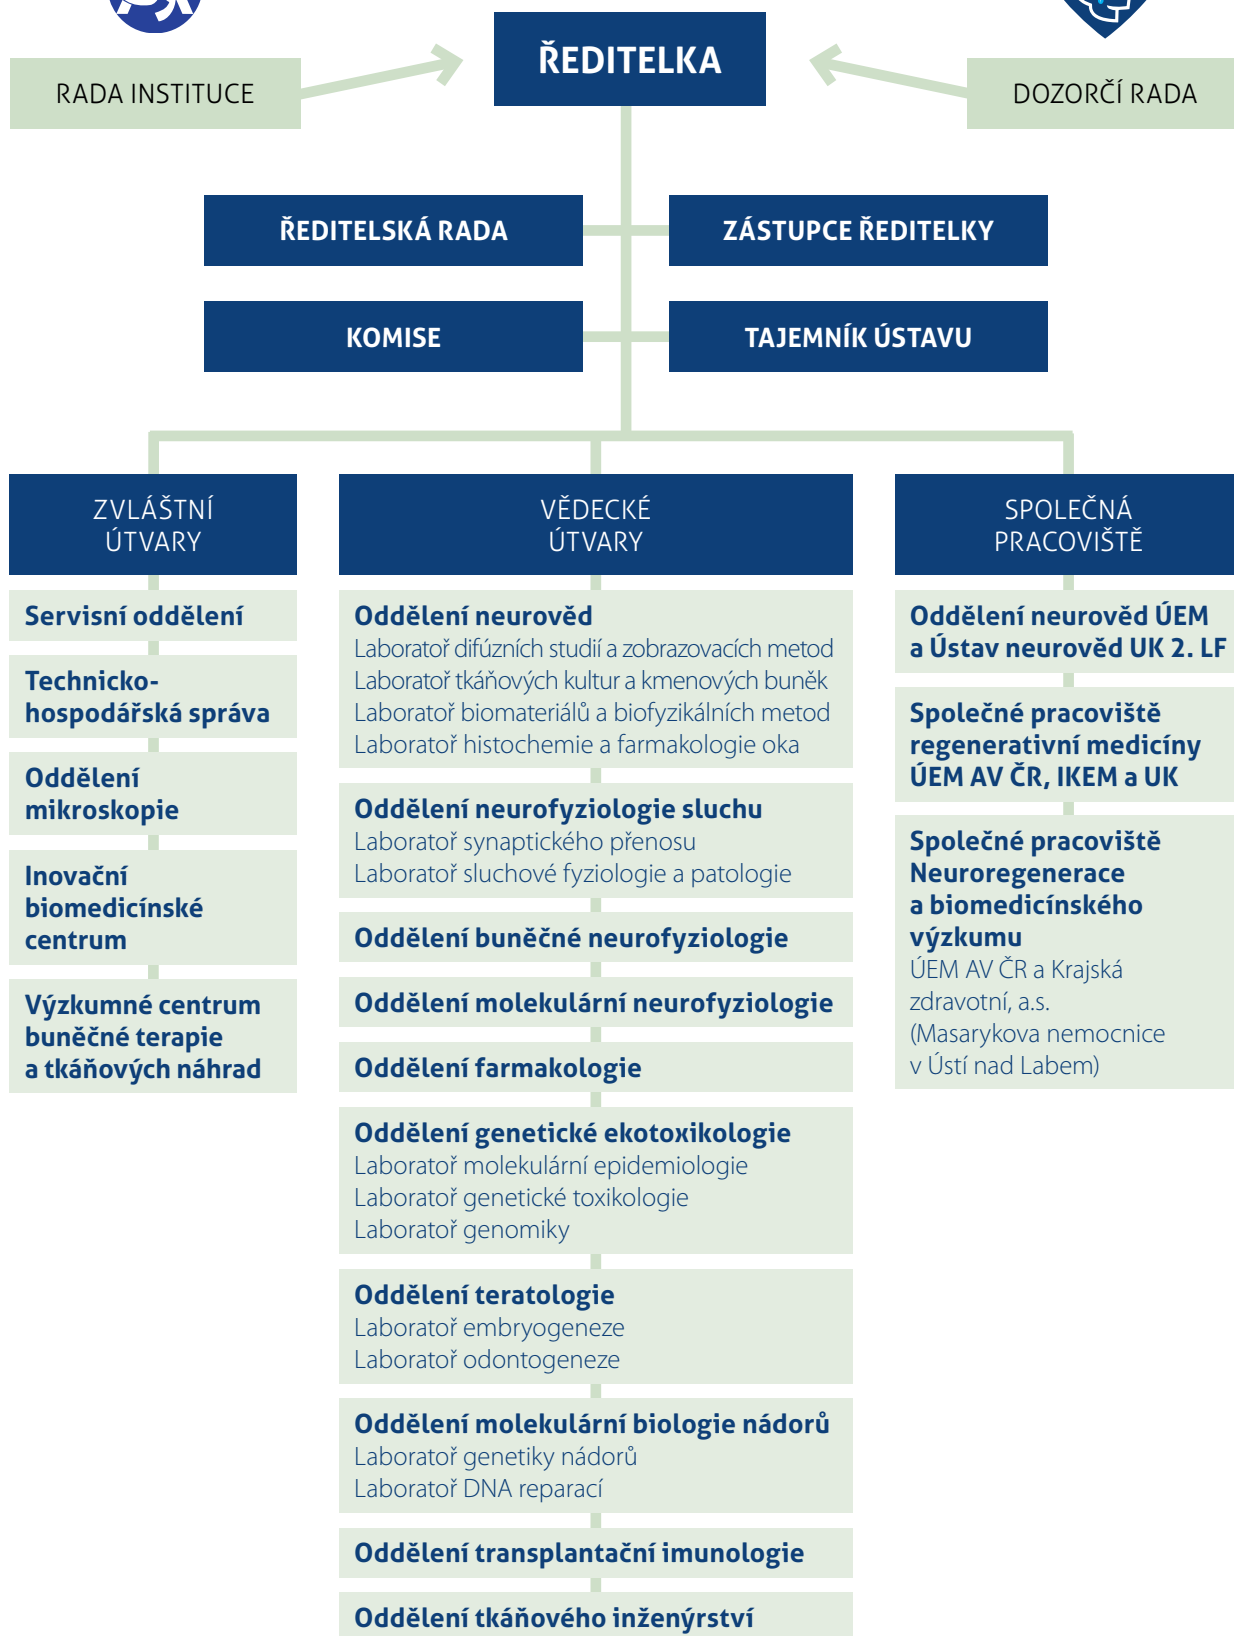 ŘEDITELKA
RADA INSTITUCE
DOZORČÍ RADA
ŘEDITELSKÁ RADA
ZÁSTUPCE ŘEDITELKY
KOMISE
TAJEMNÍK ÚSTAVU
ZVLÁŠTNÍ
ÚTVARY
Servisní oddělení
Technicko-
hospodářská správa
Oddělení
mikroskopie
Inovační
biomedicínské
centrum
Výzkumné centrum
buněčné terapie
a tkáňových náhrad
VĚDECKÉ
ÚTVARY
Oddělení neurověd
Laboratoř difúzních studií a zobrazovacích metod
Laboratoř tkáňových kultur a kmenových buněk
Laboratoř biomateriálů a biofyzikálních metod
Laboratoř histochemie a farmakologie oka
Oddělení neurofyziologie sluchu
Laboratoř synaptického přenosu
Laboratoř sluchové fyziologie a patologie
Oddělení buněčné neurofyziologie
Oddělení molekulární neurofyziologie
Oddělení farmakologie
Oddělení genetické ekotoxikologie
Laboratoř molekulární epidemiologie
Laboratoř genetické toxikologie
Laboratoř genomiky
Oddělení teratologie
Laboratoř embryogeneze
Laboratoř odontogeneze
Oddělení molekulární biologie nádorů
Laboratoř genetiky nádorů
Laboratoř DNA reparací
Oddělení transplantační imunologie
Oddělení tkáňového inženýrství
SPOLEČNÁ
PRACOVIŠTĚ
Oddělení neurověd ÚEM
a Ústav neurověd UK 2. LF
Společné pracoviště
regenerativní medicíny
ÚEM AV ČR, IKEM a UK
Společné pracoviště
Neuroregenerace
a biomedicínského
výzkumu
ÚEM AV ČR a Krajská
zdravotní, a.s.
(Masarykova nemocnice
v Ústí nad Labem)